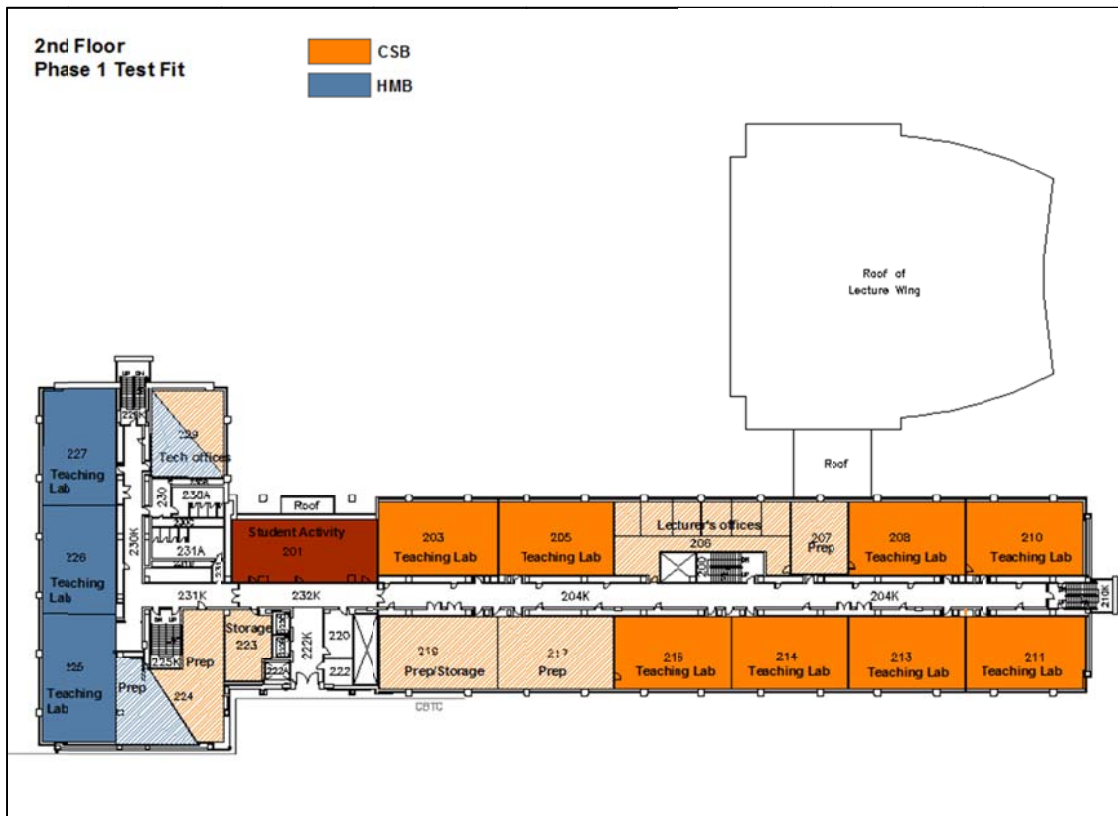 2nd Floor
Phase 1 Test Fit
CSB
HMB
Roof of
Lecture Wing
Roof
227
Teaching
Lab
229
Tech offices
230
230A
230K
231A
226
Teaching
Lab
231K
Roof
Student Activity
201
232K
203
Teaching Lab
205
Teaching Lab
Lecturer's offices
206
207
Prep
208
Teaching Lab
210
Teaching Lab
204K
204K
210K
225
Teaching
Lab
225K
Prep
Prep
224
Storage
223
222A
222K
220
222
Prep/Storage
217
Prep
Teaching Lab
214
Teaching Lab
213
Teaching Lab
211
Teaching Lab